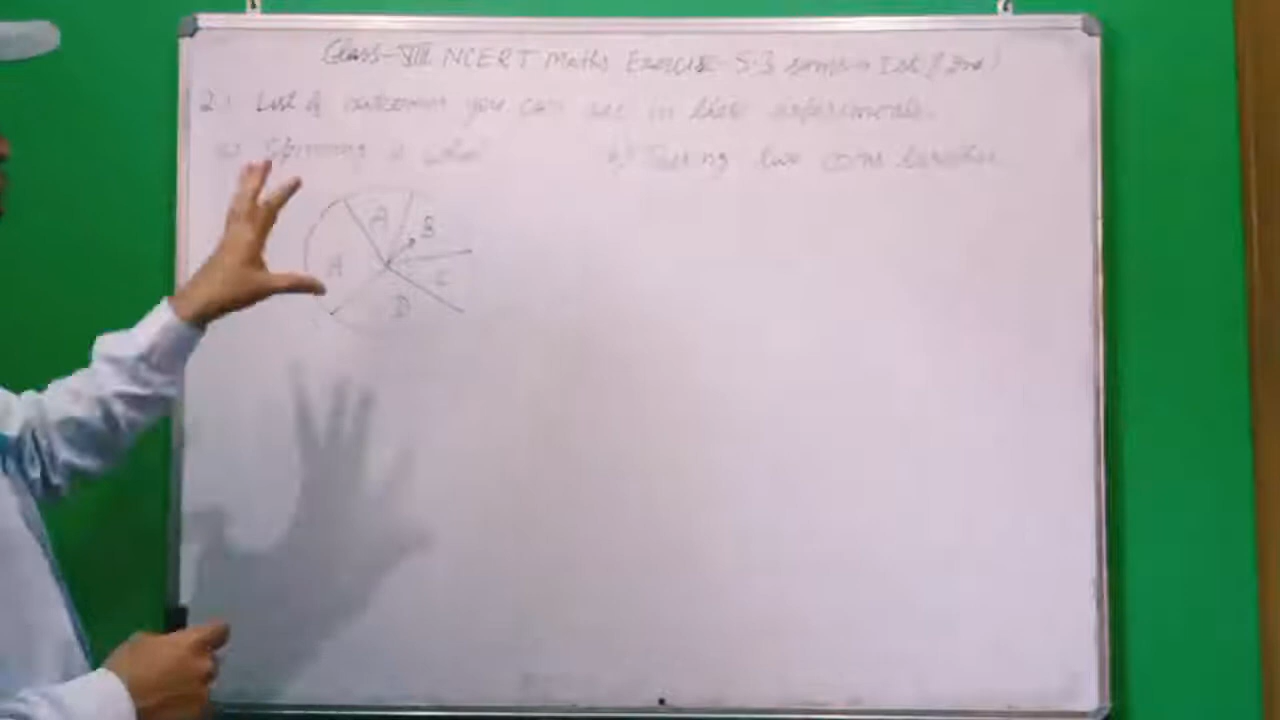 Class-VIII NCERT Maths Exercise 5.3 sums
2. List of outcomes you can see in these experiments.
a) Spinning a wheel b) Tossing two coins together
A B
A C
D